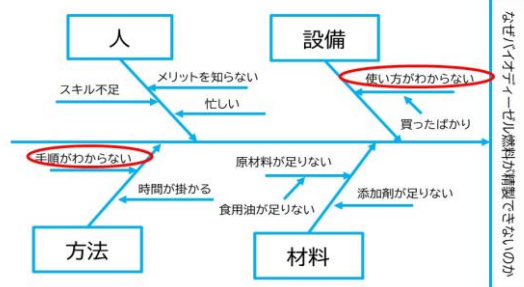 人
設備
メリットを知らない
スキル不足
忙しい
使い方がわからない
買ったばかり
手順がわからない
時間が掛かる
原材料が足りない
食用油が足りない
添加剤が足りない
方法
材料
なぜバイオディーゼル燃料が精製できないのか